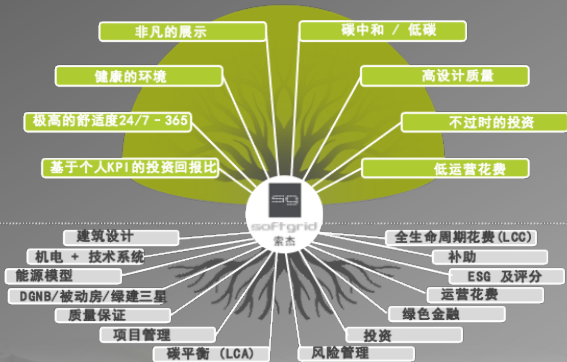 非凡的展示
碳中和 / 低碳
健康的环境
高设计质量
极高的舒适度24/7-365
不过时的投资
基于个人KPI的投资回报比
低运营花费
sg
softgrid
索杰
建筑设计
全生命周期花费(LCC)
机电 + 技术系统
补助
能源模型
ESG 及评分
DGNB/被动房/绿建三星
运营花费
质量保证
绿色金融
项目管理
投资
碳平衡 (LCA)
风险管理